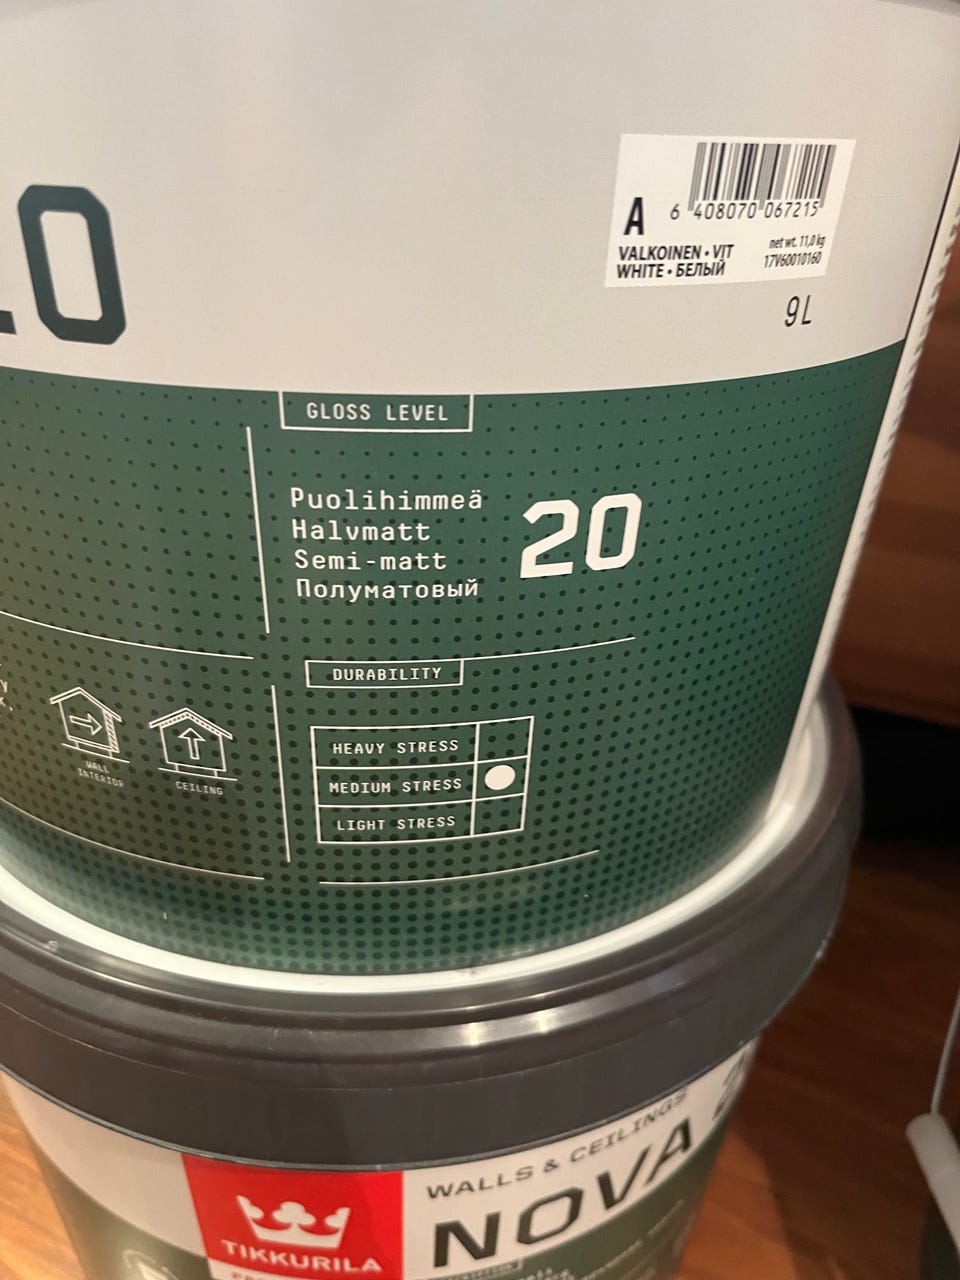 20
A
6 408070 067215
VALKOINEN • VIT
WHITE • БЕЛЫЙ
net wt. 11,0 kg
17V60010160
9L
GLOSS LEVEL
Puolihimmeä
Halvmatt
Semi-matt
Полуматовый
20
DURABILITY
HEAVY STRESS
MEDIUM STRESS
LIGHT STRESS
WALL
INTERIOR
CEILING
WALLS & CEILINGS
NOVA
TIKKURILA